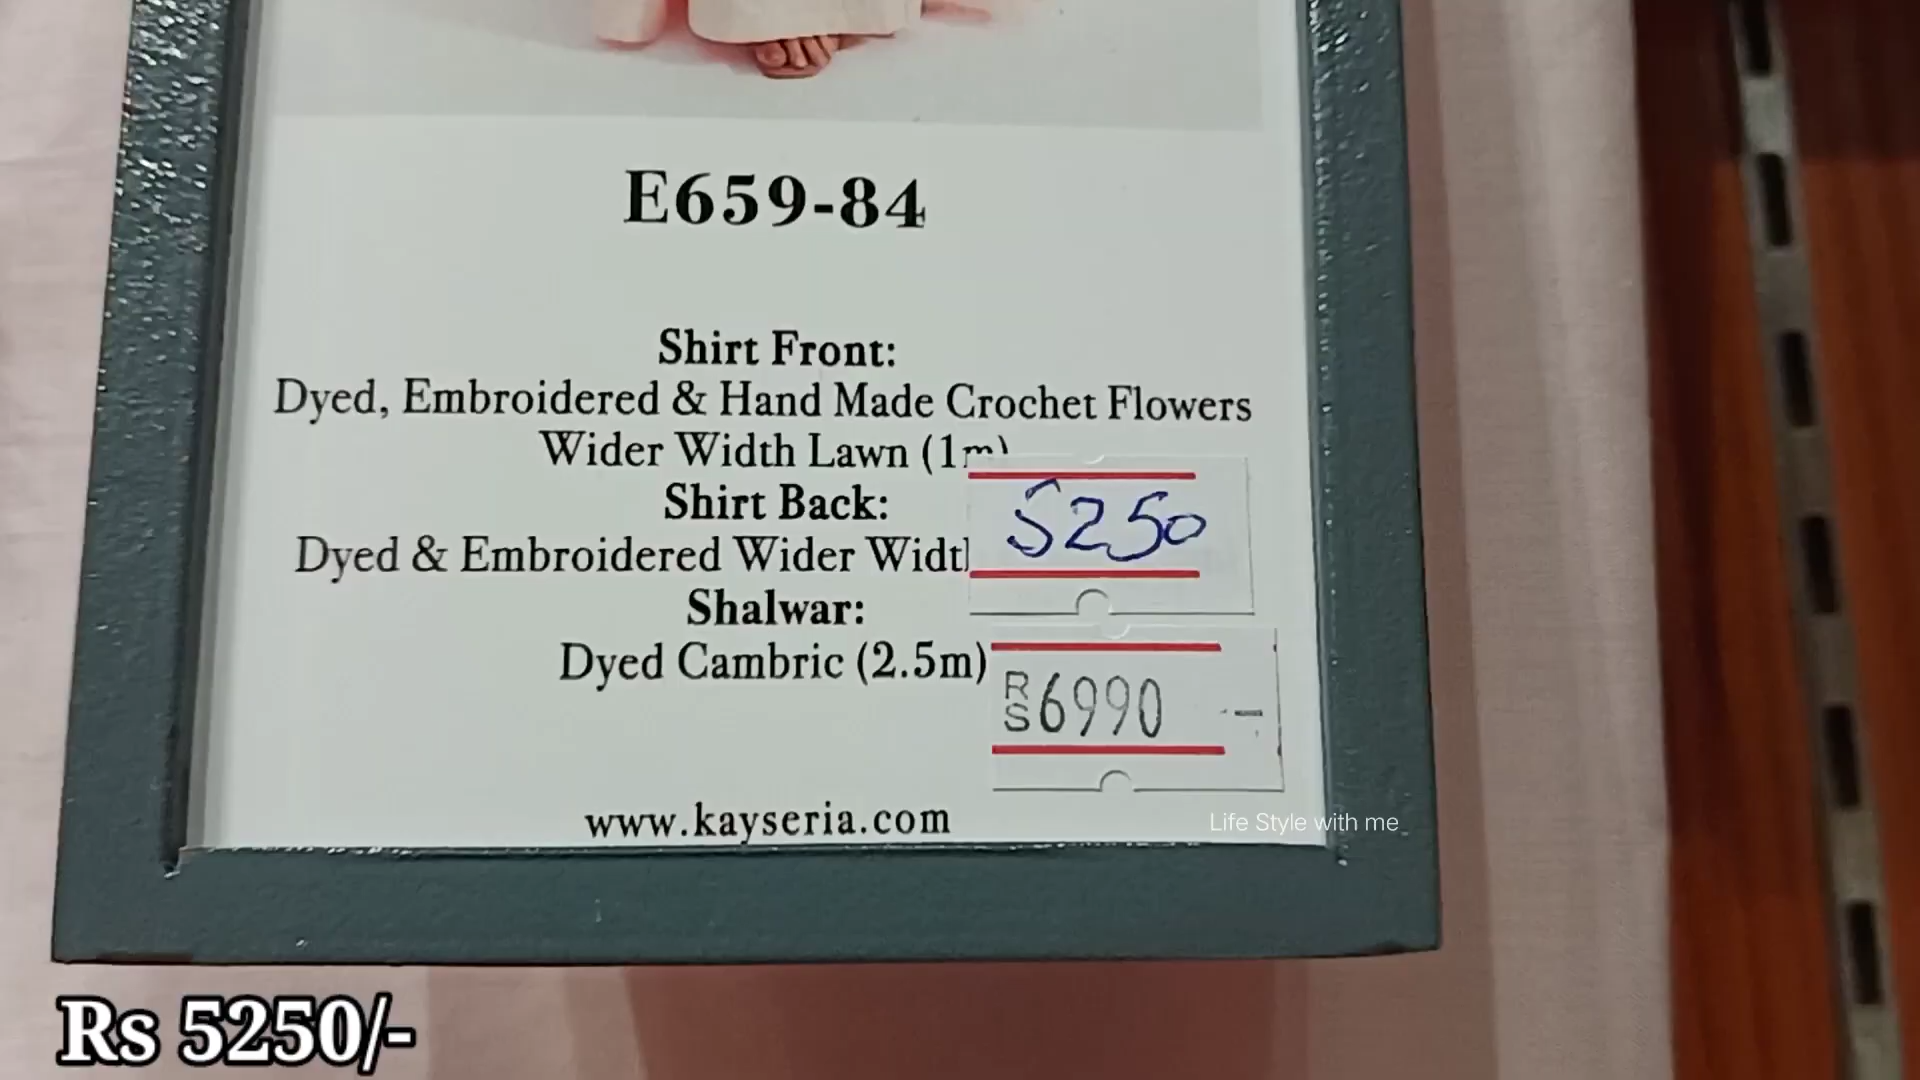 E659-84
Shirt Front:
Dyed, Embroidered & Hand Made Crochet Flowers
Wider Width Lawn (1m)
Shirt Back:
Dyed & Embroidered Wider
5250
Shalwar:
Dyed Cambric (2.5m)
RS 6990 -
www.kayseria.com
Life Style with me
Rs 5250/-